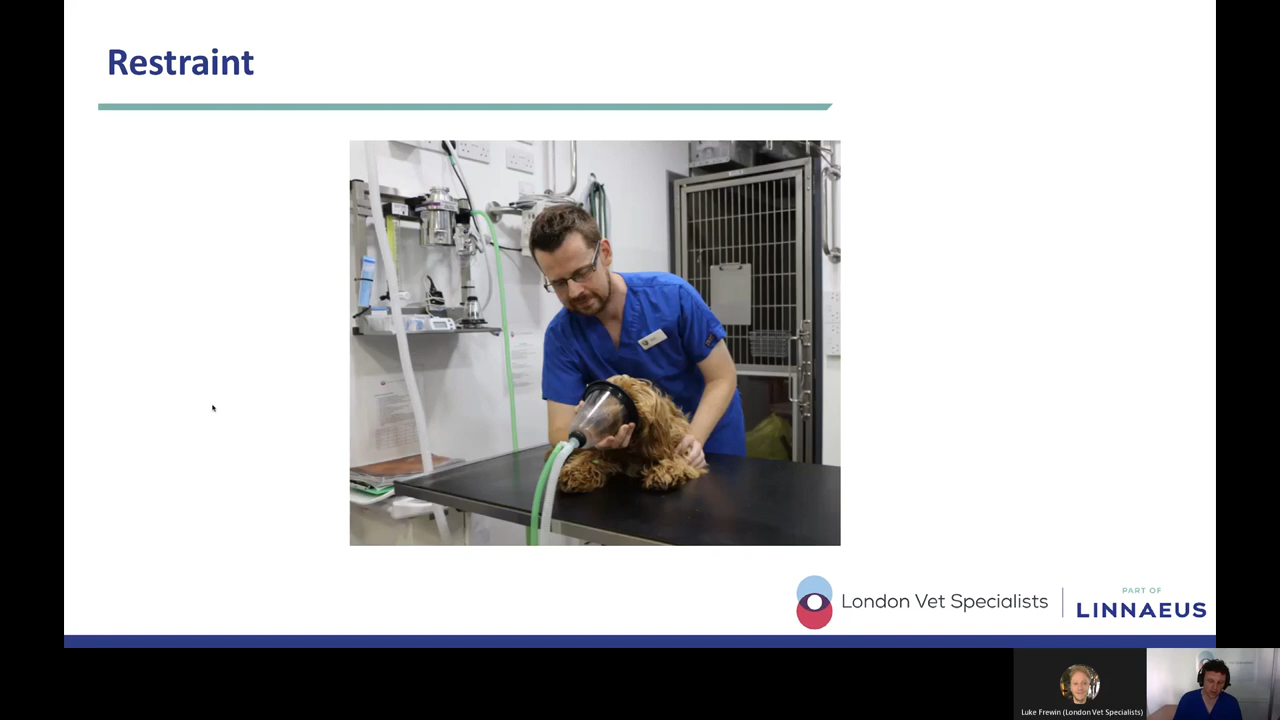 Restraint
London Vet Specialists
PART OF
LINNAEUS
Luke Frewin (London Vet Specialists)